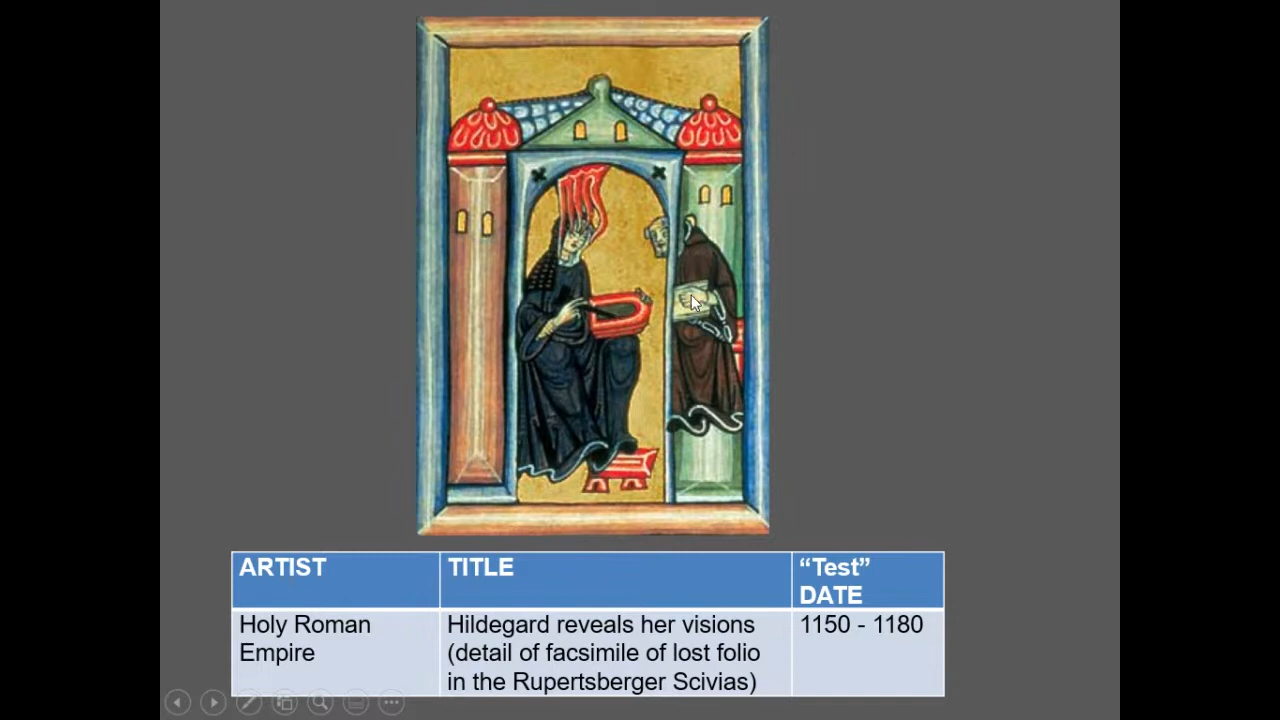 ARTIST
TITLE
“Test”
DATE
Holy Roman
Empire
Hildegard reveals her visions
(detail of facsimile of lost folio
in the Rupertsberger Scivias)
1150 - 1180